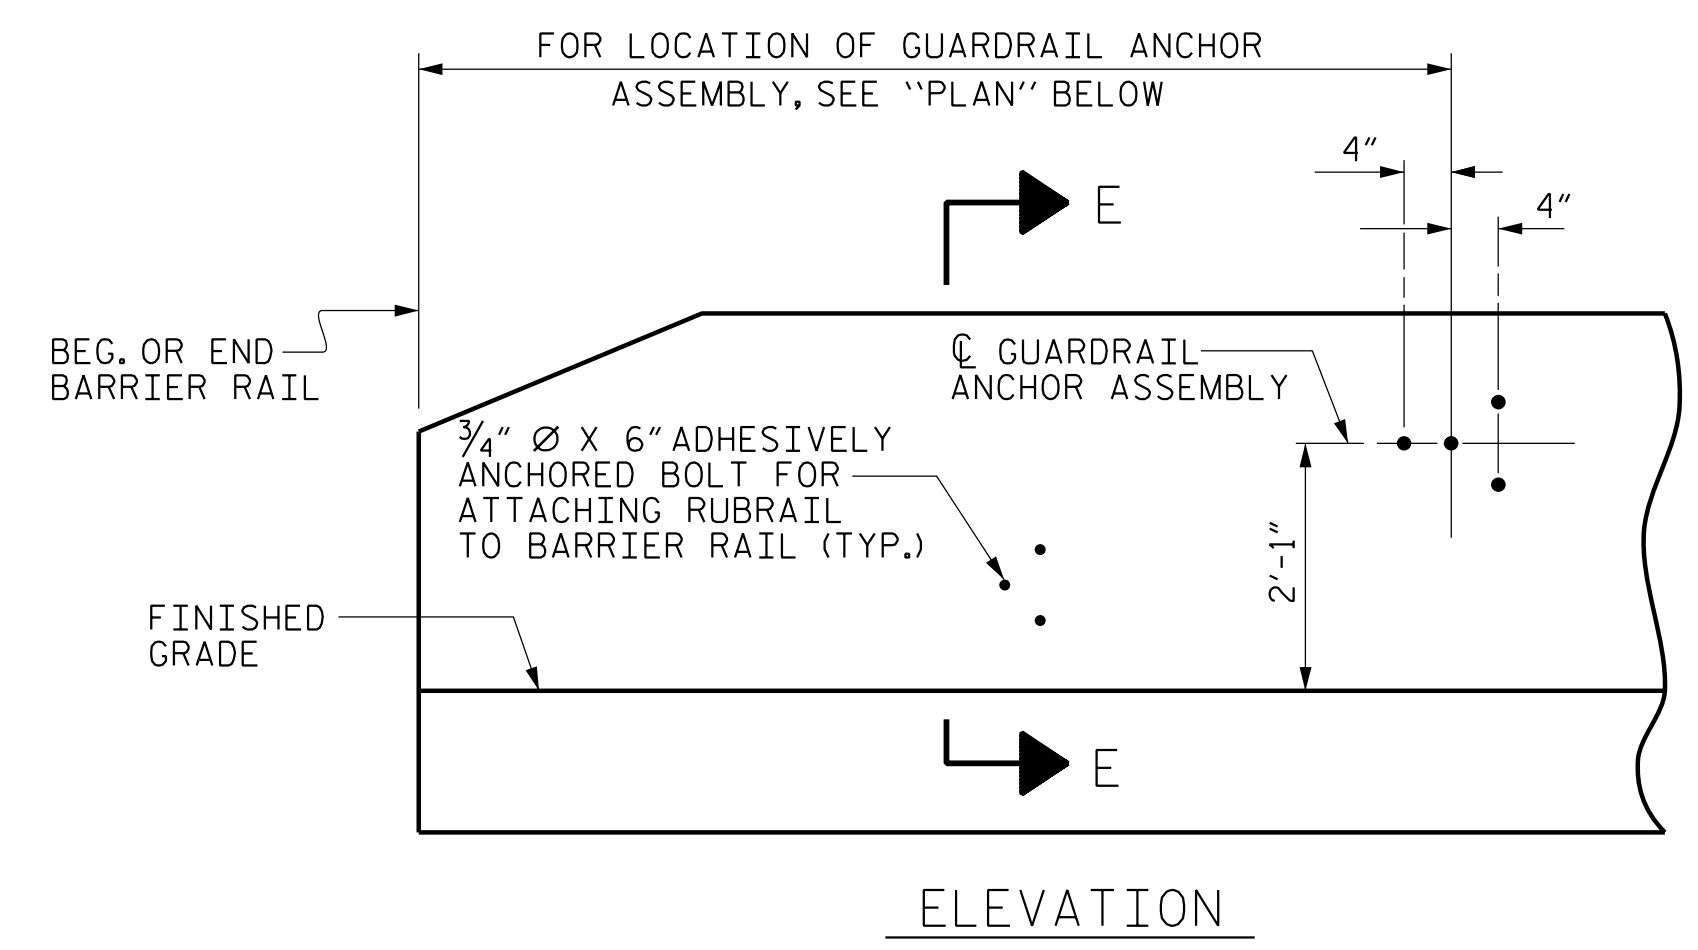 FOR LOCATION OF GUARDRAIL ANCHOR
ASSEMBLY, SEE "PLAN" BELOW
4"
4"
E
BEG. OR END
BARRIER RAIL
℄ GUARDRAIL
ANCHOR ASSEMBLY
3/4" Ø X 6" ADHESIVELY
ANCHORED BOLT FOR
ATTACHING RUBRAIL
TO BARRIER RAIL (TYP.)
2'-1"
FINISHED
GRADE
E
ELEVATION